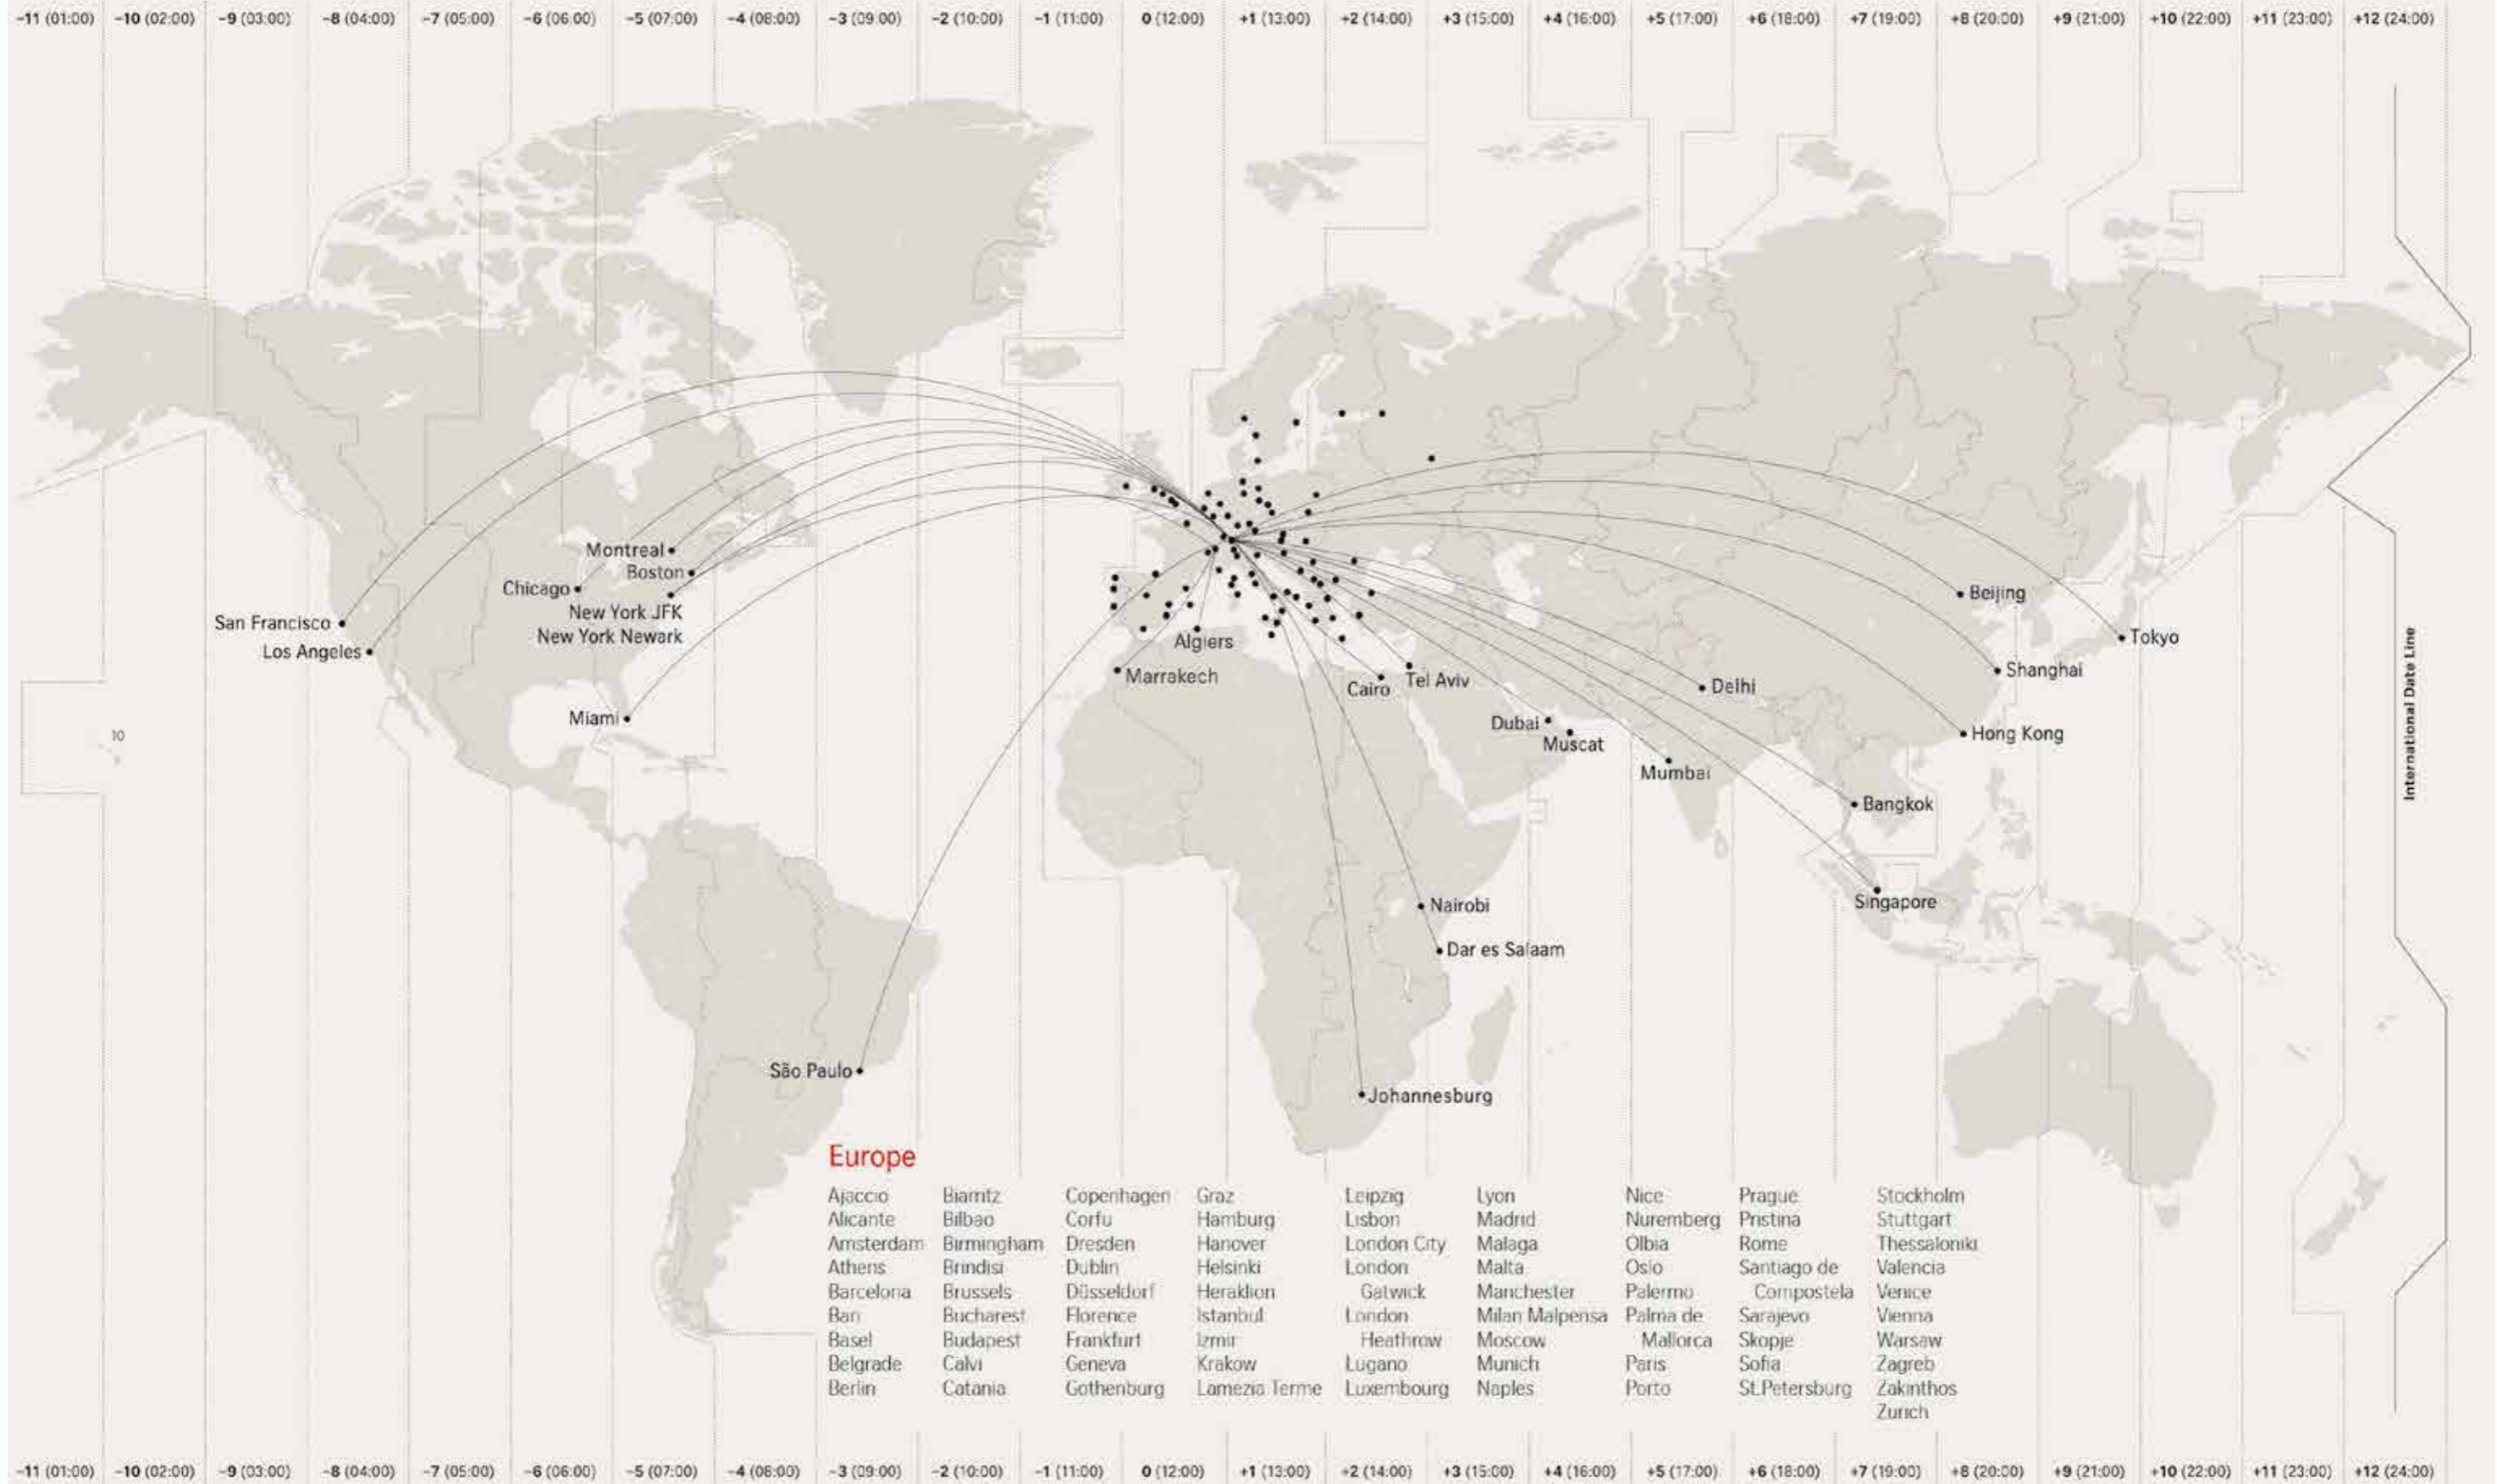 −11 (01:00) −10 (02:00) −9 (03:00) −8 (04:00) −7 (05:00) −6 (06:00) −5 (07:00) −4 (08:00) −3 (09:00) −2 (10:00) −1 (11:00) 0 (12:00) +1 (13:00) +2 (14:00) +3 (15:00) +4 (16:00) +5 (17:00) +6 (18:00) +7 (19:00) +8 (20:00) +9 (21:00) +10 (22:00) +11 (23:00) +12 (24:00)
Montreal
Boston
Chicago
New York JFK
New York Newark
San Francisco
Los Angeles
Miami
10
Algiers
Marrakech
Cairo
Tel Aviv
Dubai
Muscat
Delhi
Mumbai
Beijing
Tokyo
Shanghai
Hong Kong
Bangkok
Singapore
Nairobi
Dar es Salaam
Johannesburg
São Paulo
International Date Line
Europe
Ajaccio
Alicante
Amsterdam
Athens
Barcelona
Bari
Basel
Belgrade
Berlin
Biarritz
Bilbao
Birmingham
Brindisi
Brussels
Bucharest
Budapest
Calvi
Catania
Copenhagen
Corfu
Dresden
Dublin
Düsseldorf
Florence
Frankfurt
Geneva
Gothenburg
Graz
Hamburg
Hanover
Helsinki
Heraklion
Istanbul
Izmir
Krakow
Lamezia Terme
Leipzig
Lisbon
London City
London
Gatwick
London
Heathrow
Lugano
Luxembourg
Lyon
Madrid
Malaga
Malta
Manchester
Milan Malpensa
Moscow
Munich
Naples
Nice
Nuremberg
Olbia
Oslo
Palermo
Palma de
Mallorca
Paris
Porto
Prague
Pristina
Rome
Santiago de
Compostela
Sarajevo
Skopje
Sofia
St.Petersburg
Stockholm
Stuttgart
Thessaloniki
Valencia
Venice
Vienna
Warsaw
Zagreb
Zakinthos
Zurich
−11 (01:00) −10 (02:00) −9 (03:00) −8 (04:00) −7 (05:00) −6 (06:00) −5 (07:00) −4 (08:00) −3 (09:00) −2 (10:00) −1 (11:00) 0 (12:00) +1 (13:00) +2 (14:00) +3 (15:00) +4 (16:00) +5 (17:00) +6 (18:00) +7 (19:00) +8 (20:00) +9 (21:00) +10 (22:00) +11 (23:00) +12 (24:00)